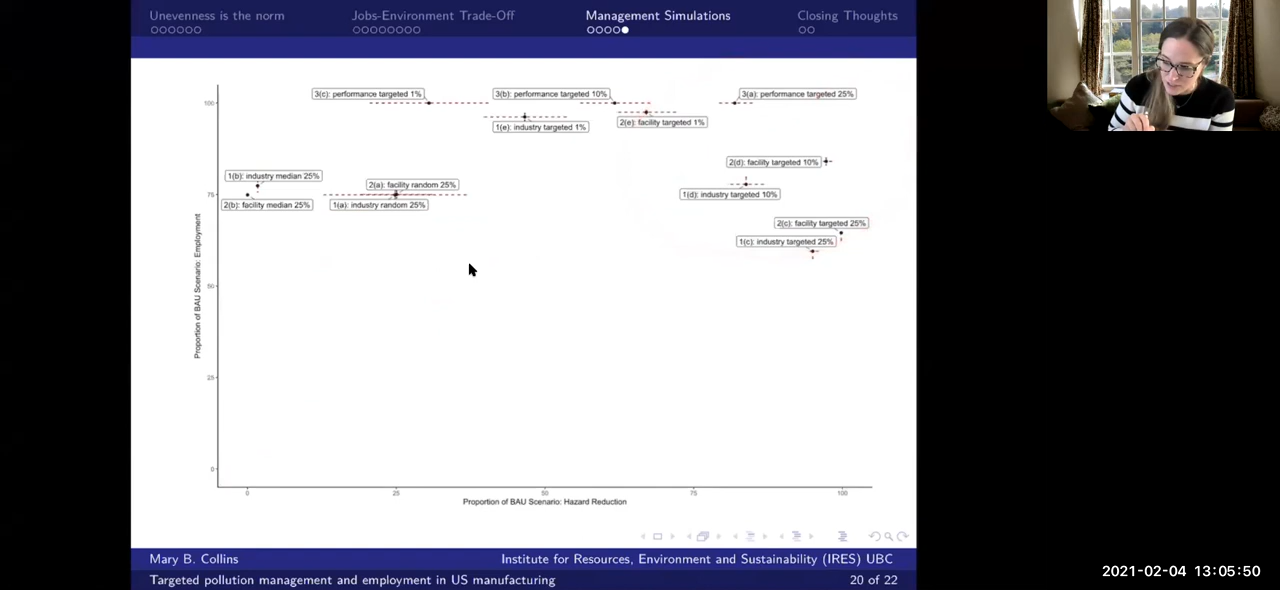 Unevenness is the norm
Jobs-Environment Trade-Off
Management Simulations
Closing Thoughts
100
75
50
25
0
Proportion of BAU Scenario: Employment
3(c): performance targeted 1%
3(b): performance targeted 10%
3(a): performance targeted 25%
1(e): industry targeted 1%
2(e): facility targeted 1%
2(d): facility targeted 10%
1(b): industry median 25%
2(a): facility random 25%
1(d): industry targeted 10%
2(b): facility median 25%
1(a): industry random 25%
2(c): facility targeted 25%
1(c): industry targeted 25%
0
25
50
75
100
Proportion of BAU Scenario: Hazard Reduction
Mary B. Collins
Institute for Resources, Environment and Sustainability (IRES) UBC
Targeted pollution management and employment in US manufacturing
20 of 22
2021-02-04 13:05:50